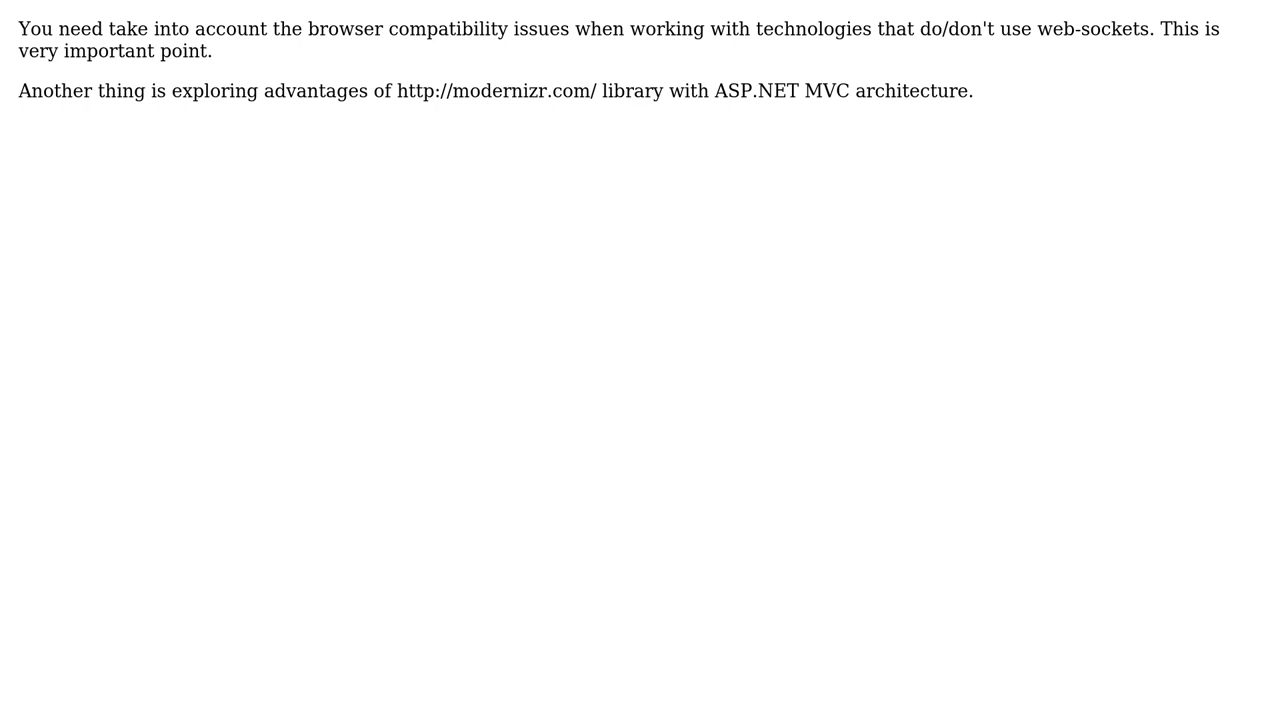 You need take into account the browser compatibility issues when working with technologies that do/don't use web-sockets. This is
very important point.
Another thing is exploring advantages of http://modernizr.com/ library with ASP.NET MVC architecture.